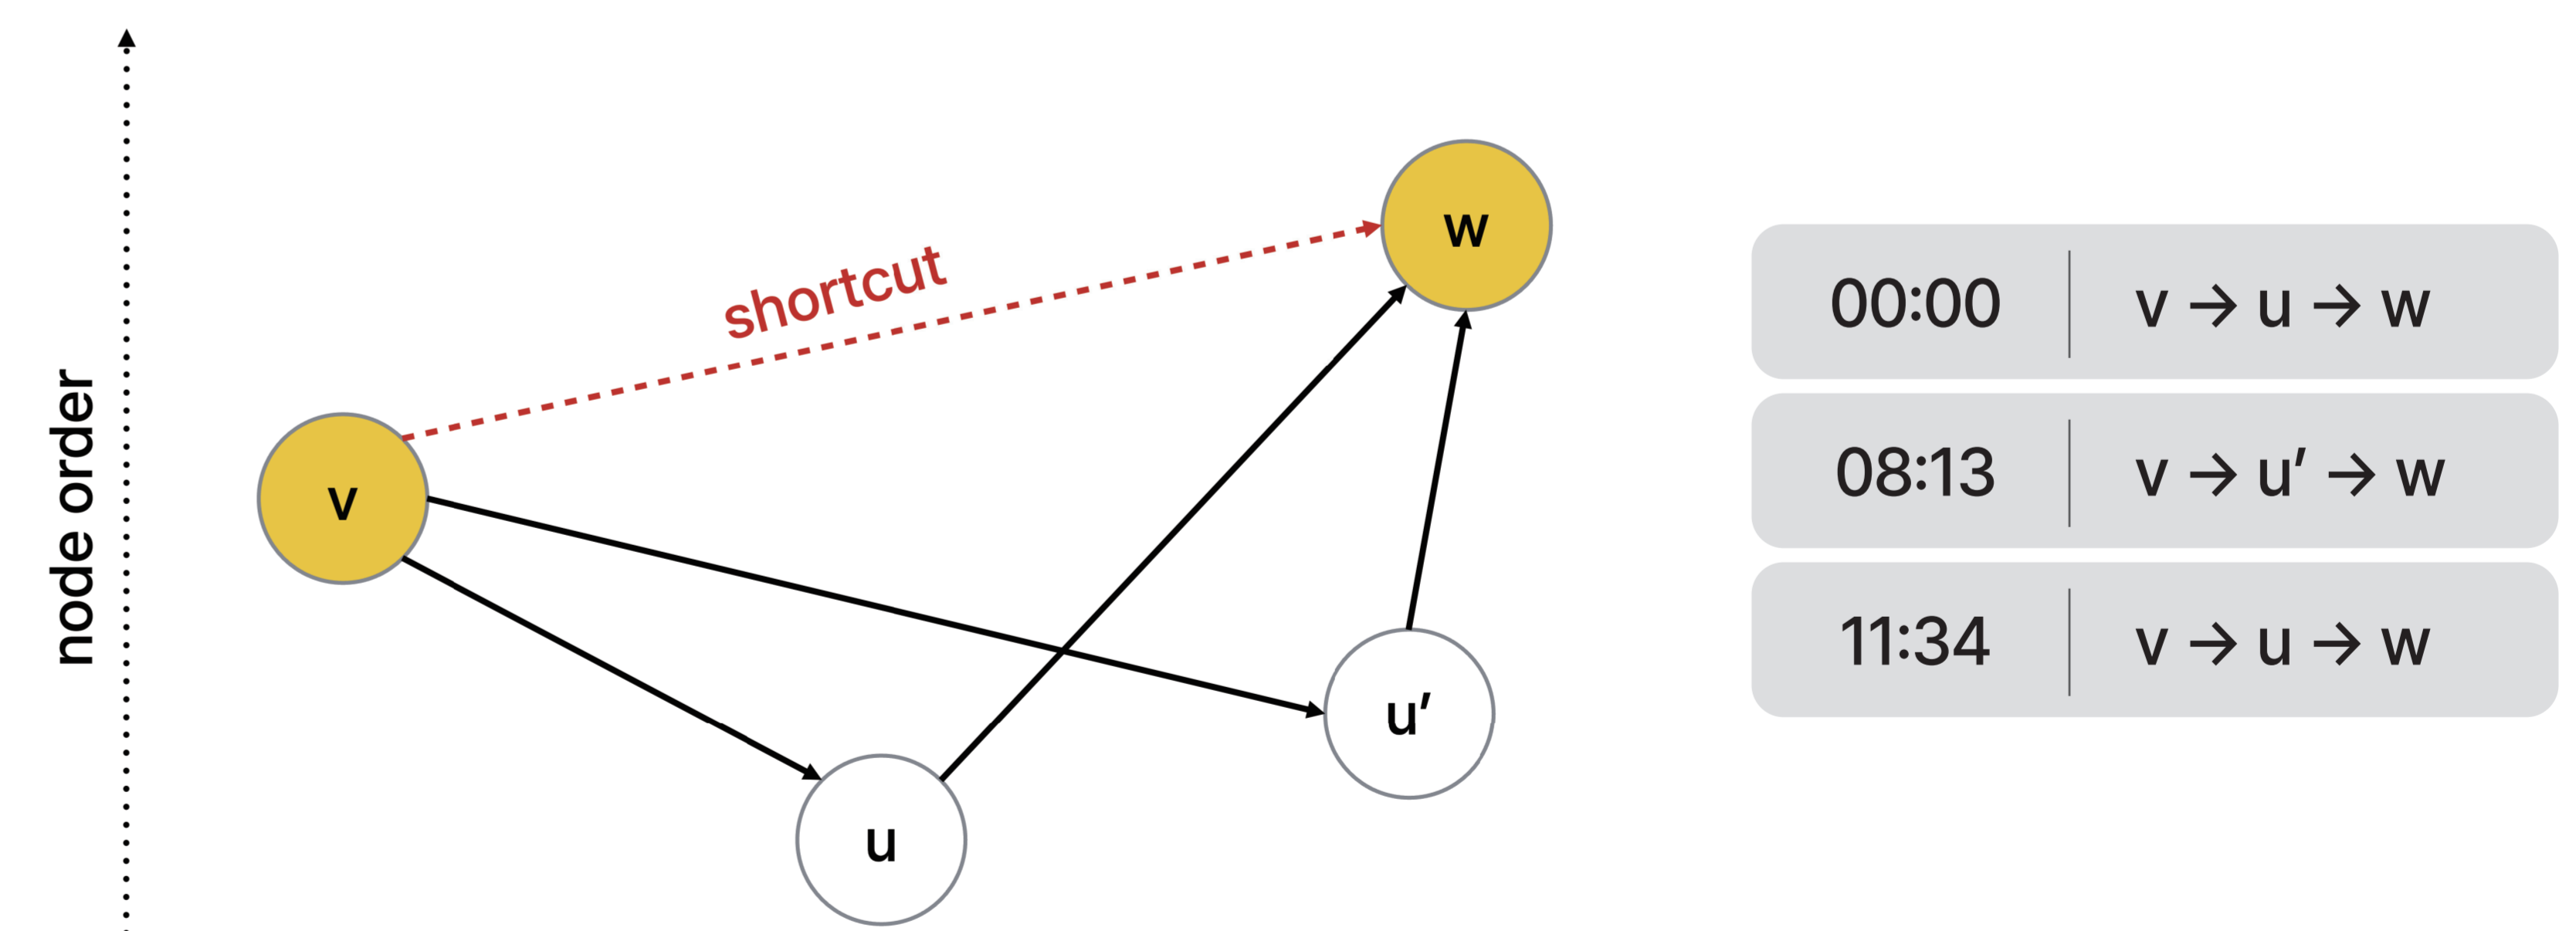 node order
shortcut
v
w
u
u′
00:00 | v → u → w
08:13 | v → u′ → w
11:34 | v → u → w